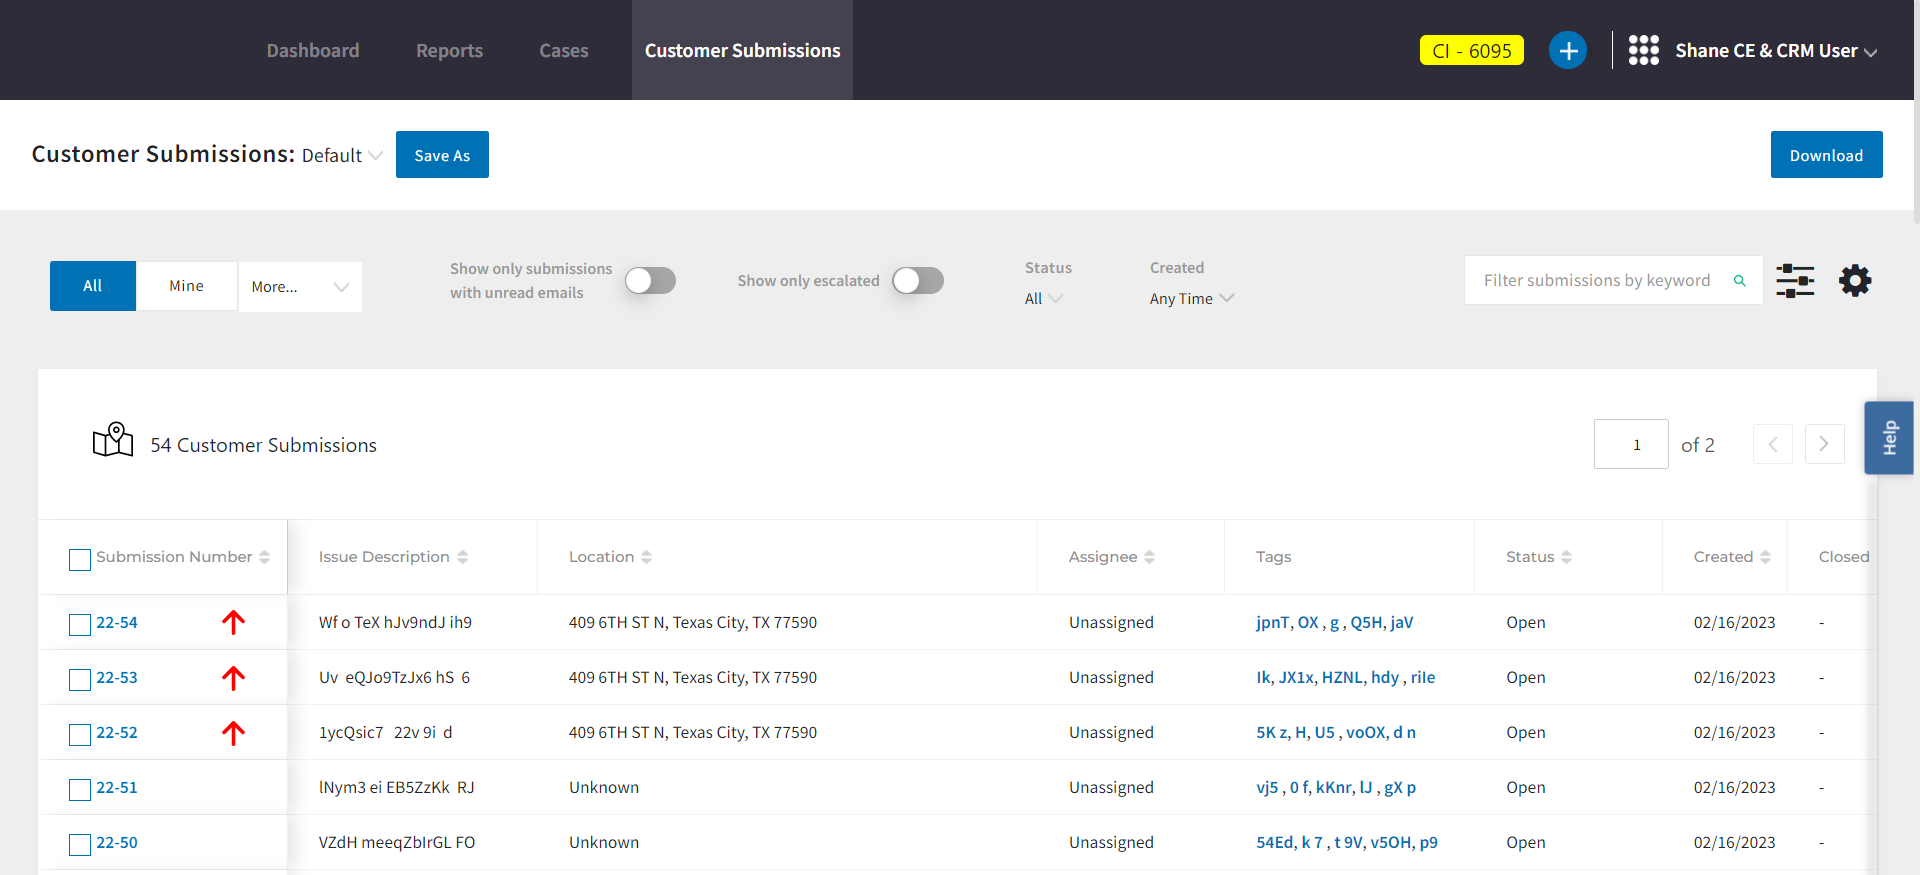 Dashboard Reports Cases Customer Submissions CI - 6095 Shane CE & CRM User
Customer Submissions: Default Save As Download
All Mine More... Show only submissions with unread emails Show only escalated Status All Created Any Time Filter submissions by keyword
Help
54 Customer Submissions 1 of 2
Submission Number Issue Description Location Assignee Tags Status Created Closed
22-54 Wf o TeX hJv9ndJ ih9 409 6TH ST N, Texas City, TX 77590 Unassigned jpnT, OX , g , Q5H, jaV Open 02/16/2023 -
22-53 Uv eQJo9TzJx6 hS 6 409 6TH ST N, Texas City, TX 77590 Unassigned Ik, JX1x, HZNL, hdy , rile Open 02/16/2023 -
22-52 1ycQsic7 22v 9i d 409 6TH ST N, Texas City, TX 77590 Unassigned 5K z, H, U5 , voOX, d n Open 02/16/2023 -
22-51 lNym3 ei EB5ZzKk RJ Unknown Unassigned vj5 , 0 f, kKnr, lJ , gX p Open 02/16/2023 -
22-50 VZdH meeqZbIrGL FO Unknown Unassigned 54Ed, k 7 , t 9V, v5OH, p9 Open 02/16/2023 -